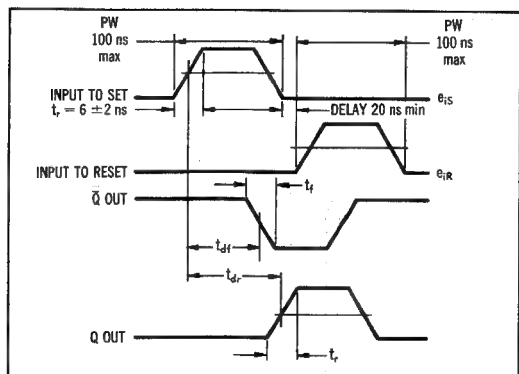 PW
100 ns
max
PW
100 ns
max
INPUT TO SET
e_iS
t_r = 6 ± 2 ns
DELAY 20 ns min
INPUT TO RESET
e_iR
Q̄ OUT
t_f
t_df
t_dr
Q OUT
t_r